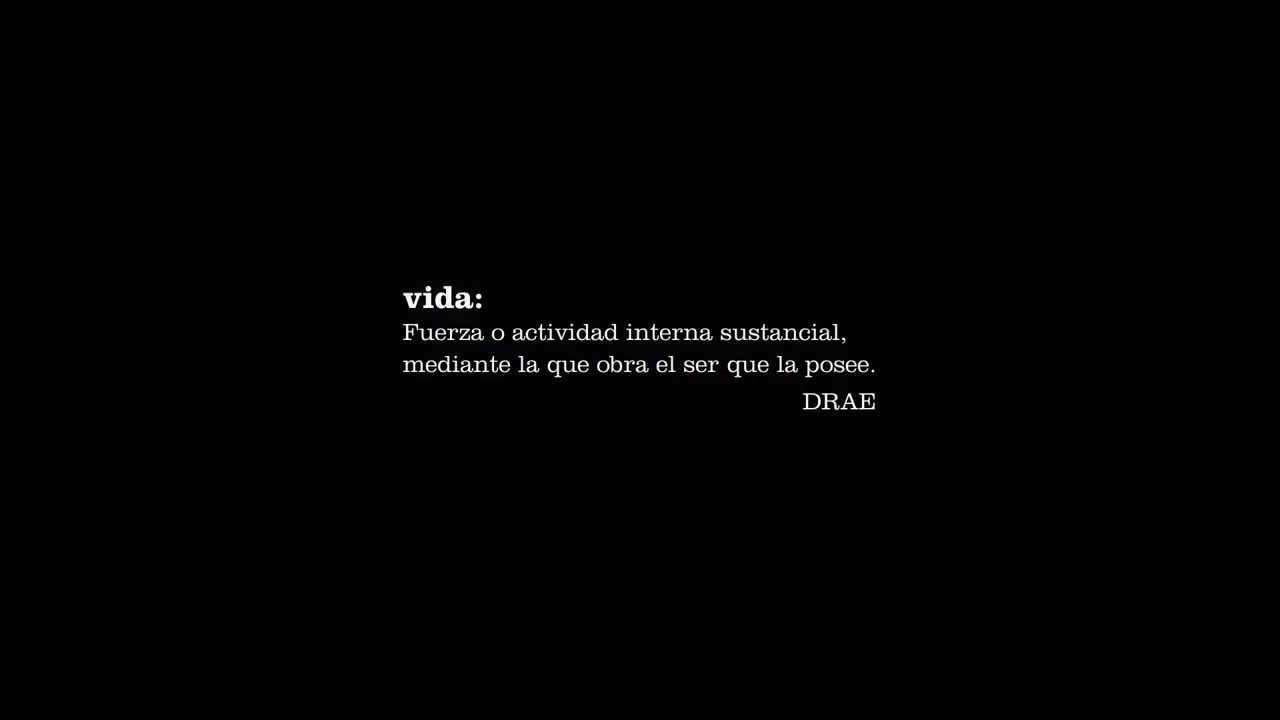 vida:
Fuerza o actividad interna sustancial,
mediante la que obra el ser que la posee.
DRAE